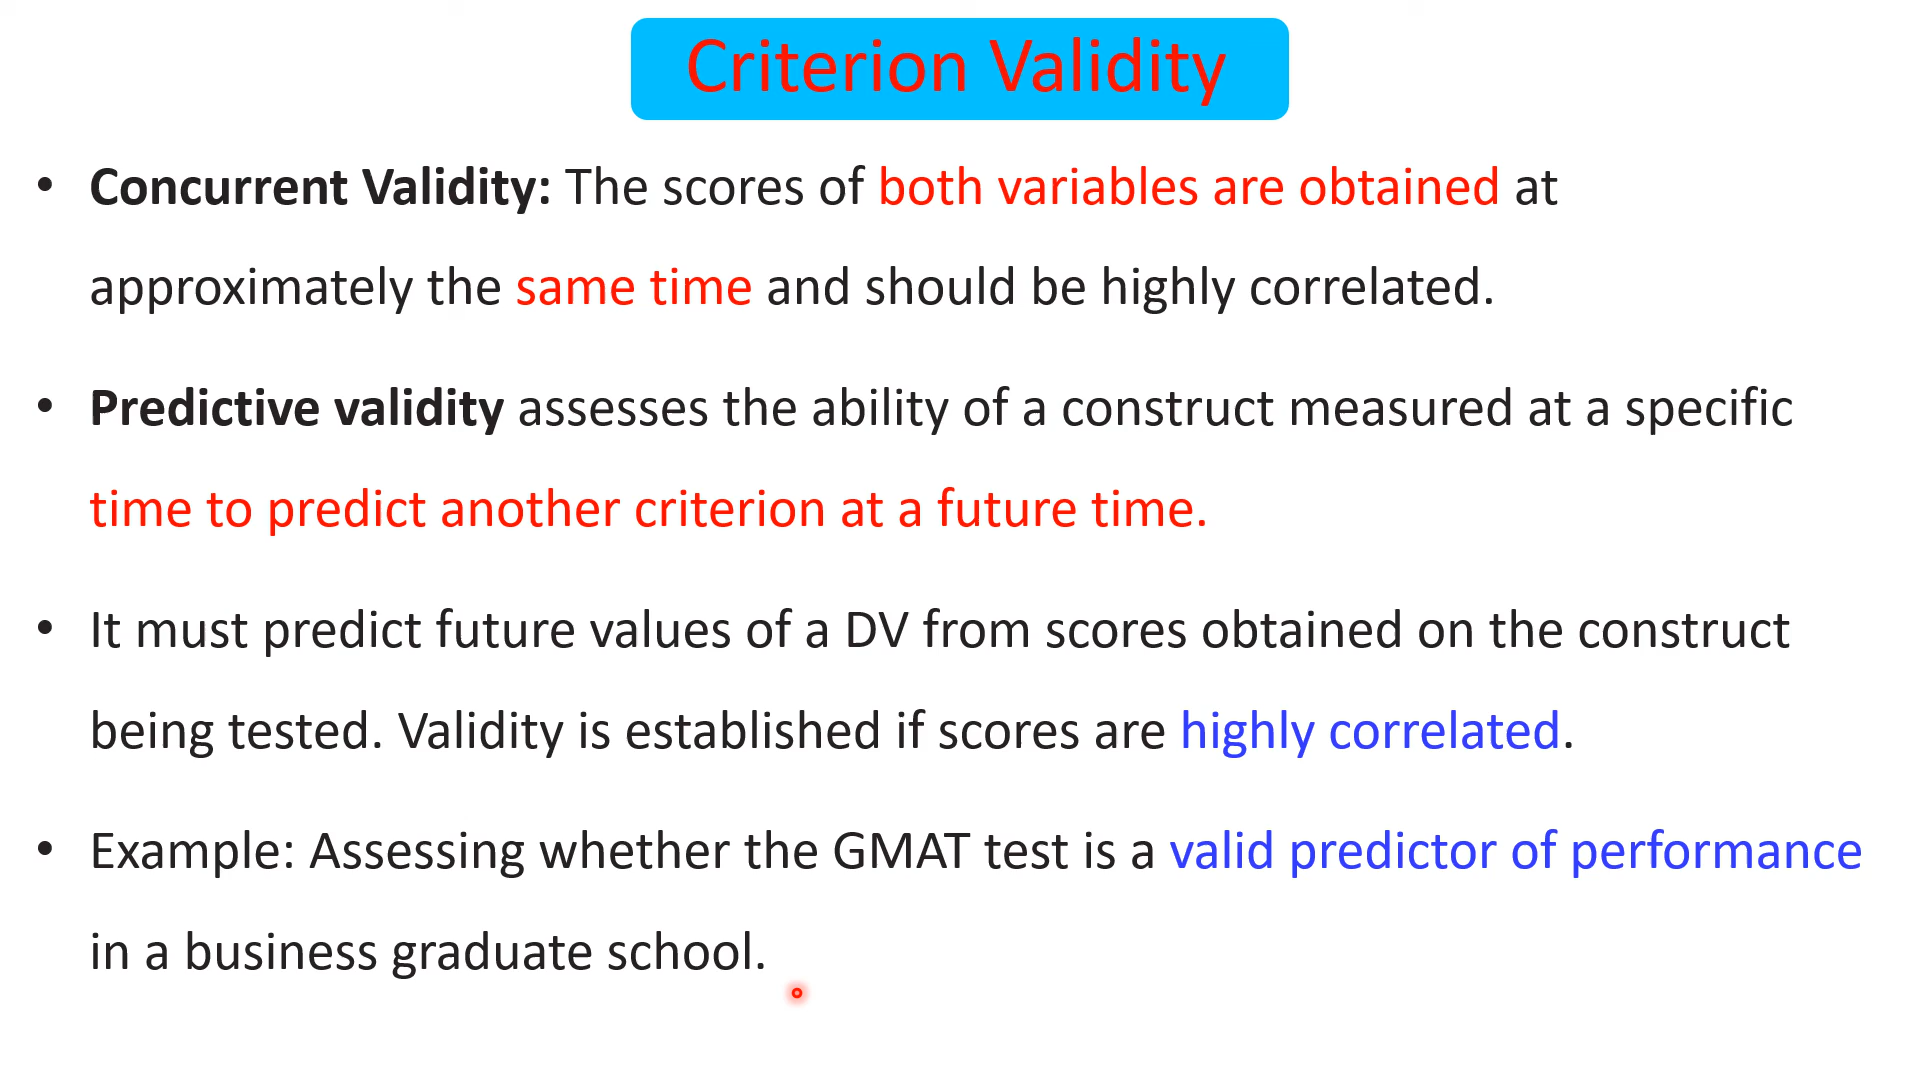 Criterion Validity
• Concurrent Validity: The scores of both variables are obtained at
approximately the same time and should be highly correlated.
• Predictive validity assesses the ability of a construct measured at a specific
time to predict another criterion at a future time.
• It must predict future values of a DV from scores obtained on the construct
being tested. Validity is established if scores are highly correlated.
• Example: Assessing whether the GMAT test is a valid predictor of performance
in a business graduate school.